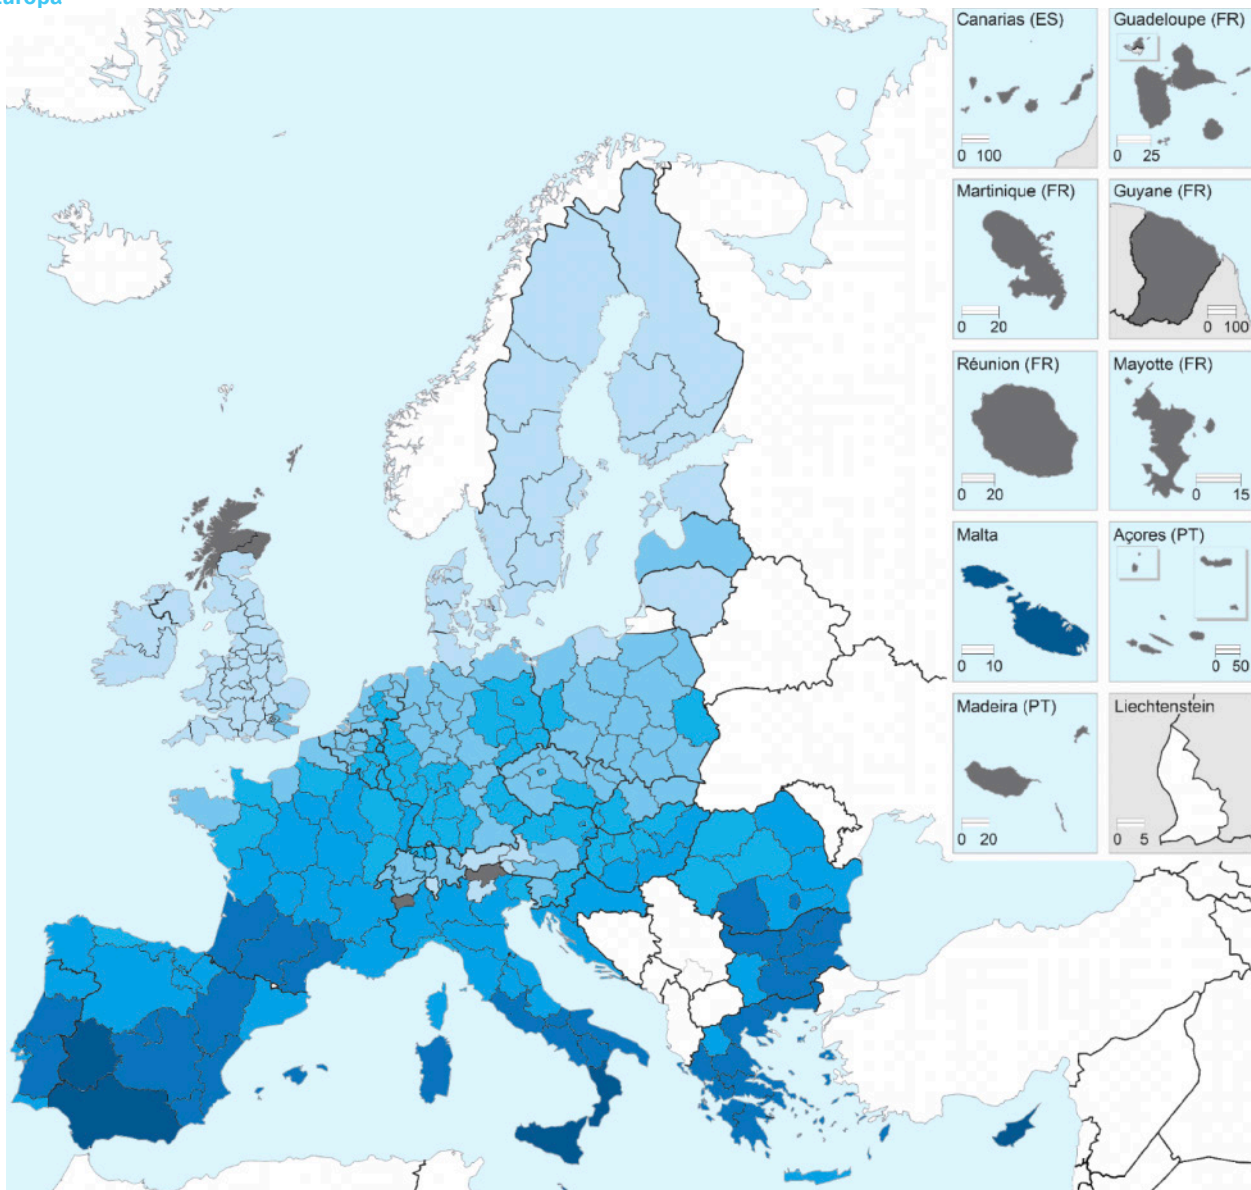 Europa
Canarias (ES)
0 100
Guadeloupe (FR)
0 25
Martinique (FR)
0 20
Guyane (FR)
0 100
Réunion (FR)
0 20
Mayotte (FR)
0 15
Malta
0 10
Açores (PT)
0 50
Madeira (PT)
0 20
Liechtenstein
0 5